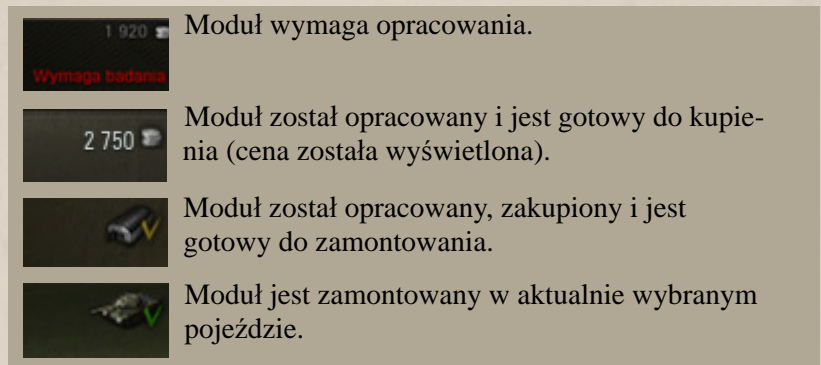 1 920
Wymaga badania
Moduł wymaga opracowania.
2 750
Moduł został opracowany i jest gotowy do kupie-
nia (cena została wyświetlona).
Moduł został opracowany, zakupiony i jest
gotowy do zamontowania.
Moduł jest zamontowany w aktualnie wybranym
pojeździe.